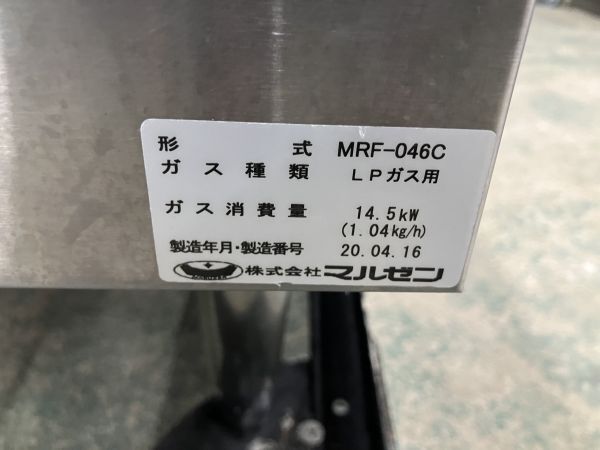 形式 MRF-046C
ガス種類 LPガス用
ガス消費量 14.5kW
(1.04kg/h)
製造年月・製造番号 20.04.16
株式会社マルゼン